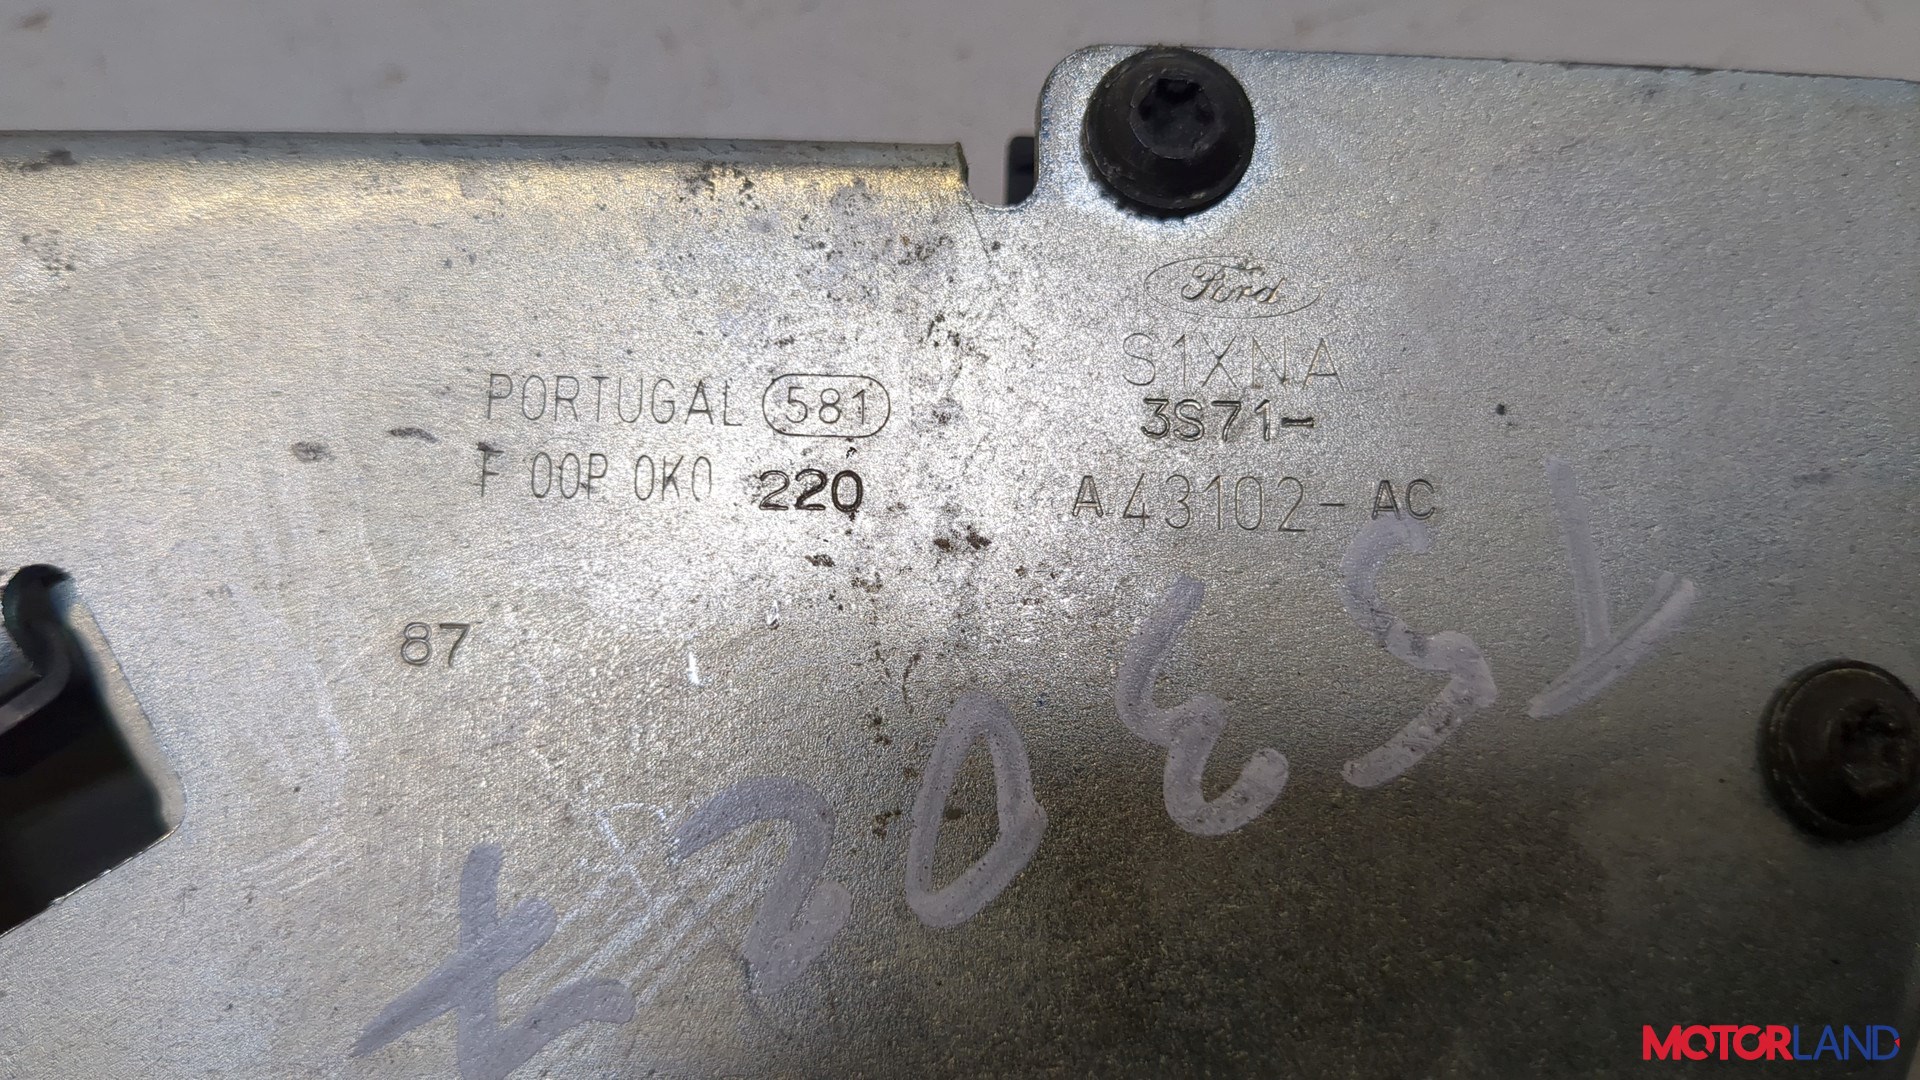 Ford
S1XNA
3S71-
A43102-AC
PORTUGAL 581
F 00P 0K0 220
87
MOTORLAND